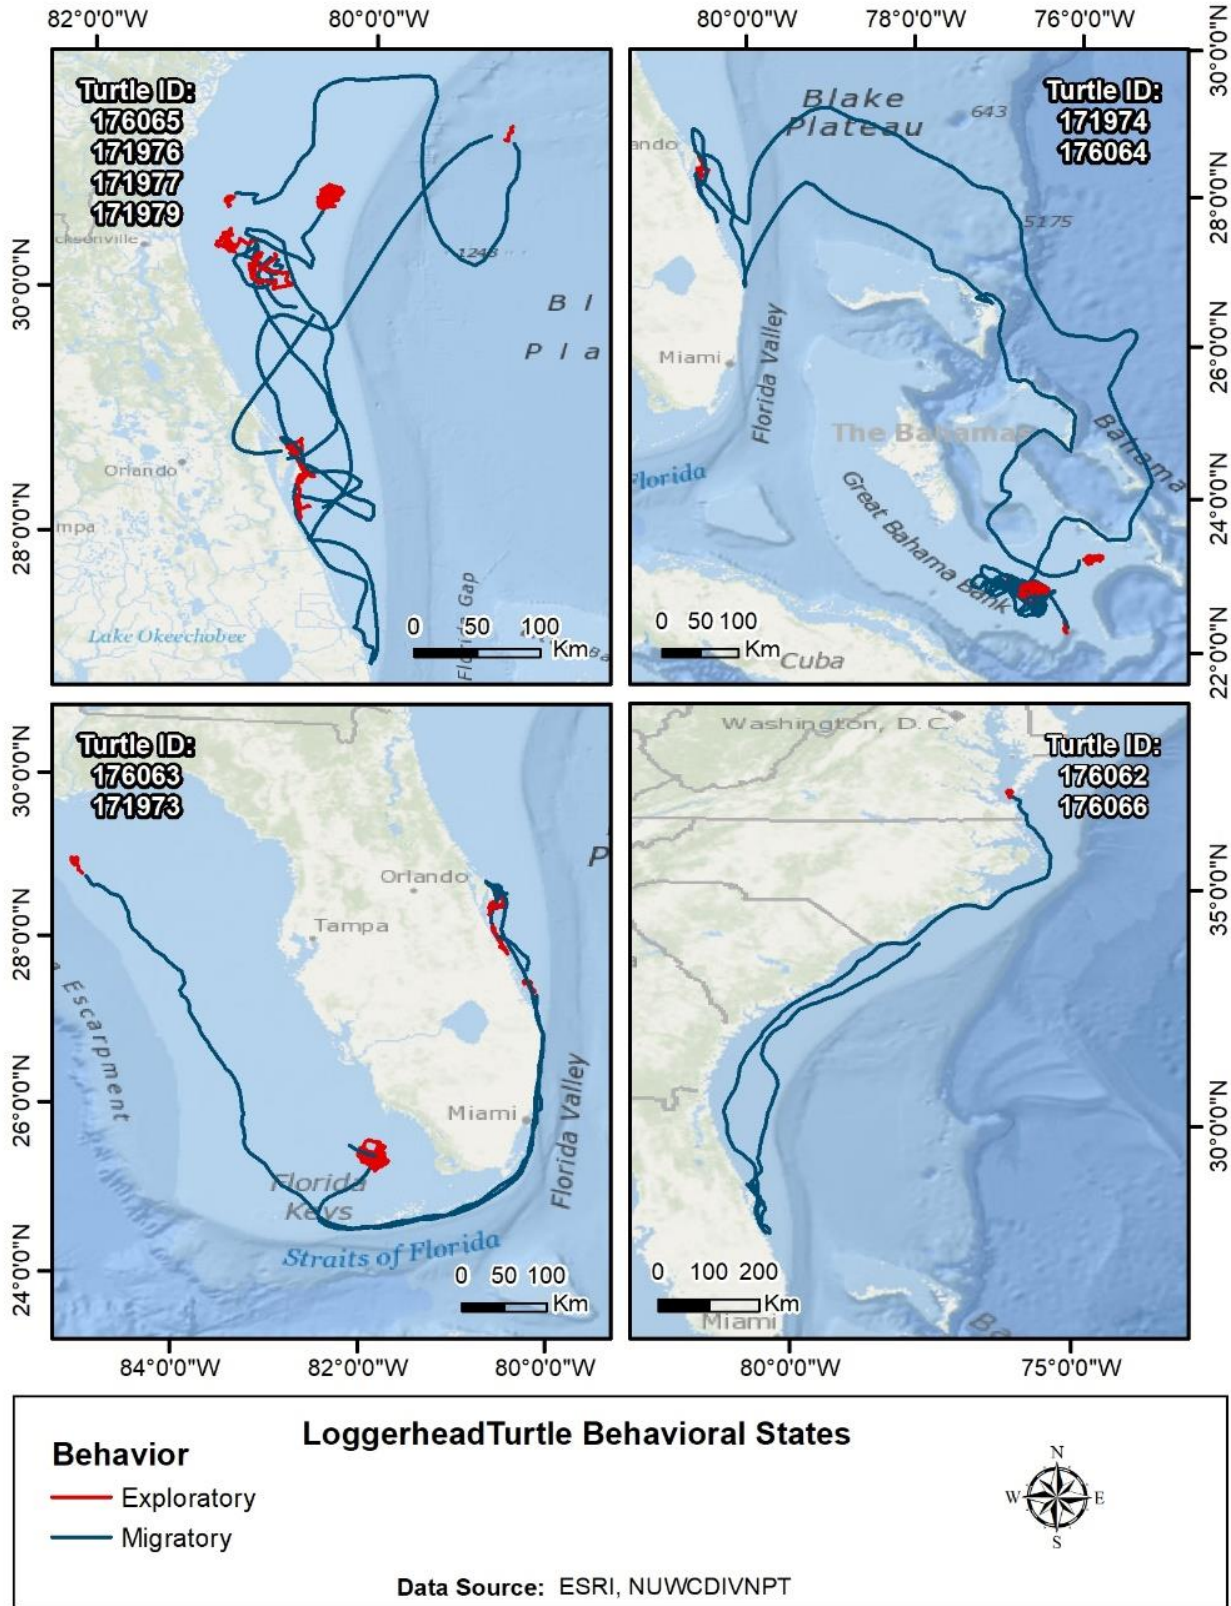 82°0'0"W
80°0'0"W
80°0'0"W
78°0'0"W
76°0'0"W
Turtle ID:
176065
171976
171977
171979
cksonville
30°0'0"N
28°0'0"N
1243
B l
P l a
Orlando
mpa
Lake Okeechobee
Florida Gap
Ba
0 50 100
Km
Turtle ID:
171974
176064
Blake
Plateau
643
5175
ando
Miami
Florida Valley
The Bahamas
Bahama
Florida
Great Bahama Bank
Cuba
0 50 100
Km
30°0'0"N
28°0'0"N
26°0'0"N
24°0'0"N
22°0'0"N
Turtle ID:
176063
171973
30°0'0"N
28°0'0"N
26°0'0"N
24°0'0"N
Orlando
Tampa
P
Escarpment
Miami
Florida Valley
Florida
Keys
Straits of Florida
0 50 100
Km
84°0'0"W
82°0'0"W
80°0'0"W
Washington, D.C.
Turtle ID:
176062
176066
35°0'0"N
30°0'0"N
0 100 200
Km
Miami
Ba
80°0'0"W
75°0'0"W
LoggerheadTurtle Behavioral States
Behavior
Exploratory
Migratory
N
W E
S
Data Source: ESRI, NUWCDIVNPT